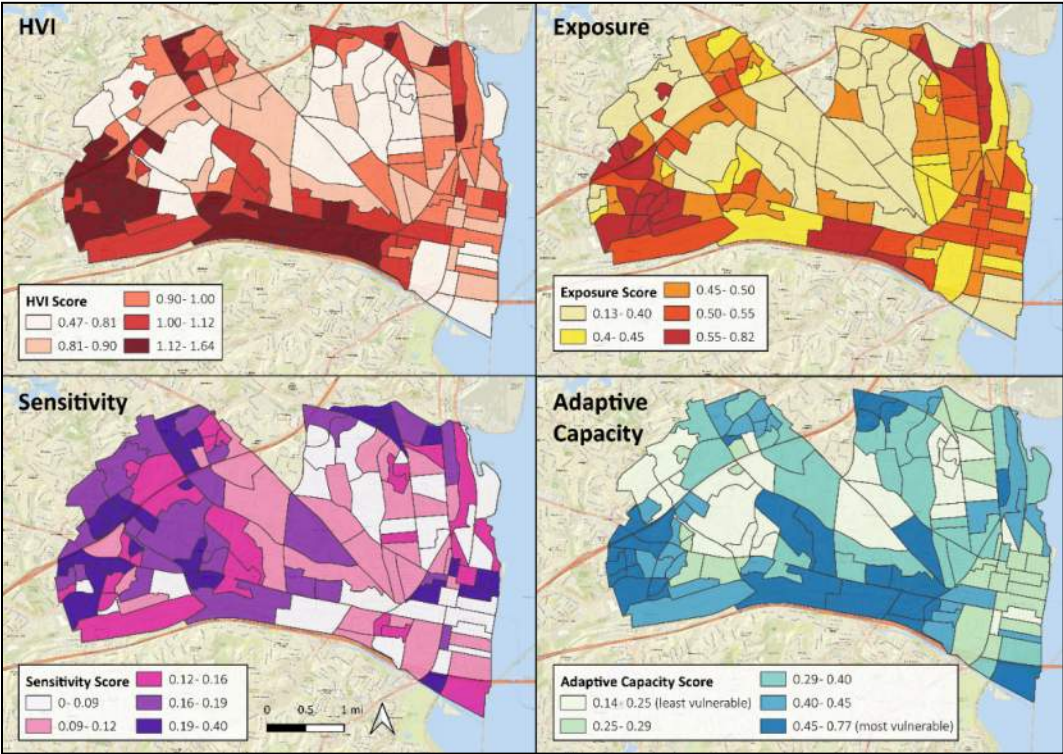 HVI
HVI Score
0.47- 0.81
0.81- 0.90
0.90- 1.00
1.00- 1.12
1.12- 1.64
Exposure
Exposure Score
0.13- 0.40
0.4- 0.45
0.45- 0.50
0.50- 0.55
0.55- 0.82
Sensitivity
Sensitivity Score
0- 0.09
0.09- 0.12
0.12- 0.16
0.16- 0.19
0.19- 0.40
0 0.5 1 mi
Adaptive
Capacity
Adaptive Capacity Score
0.14- 0.25 (least vulnerable)
0.25- 0.29
0.29- 0.40
0.40- 0.45
0.45- 0.77 (most vulnerable)